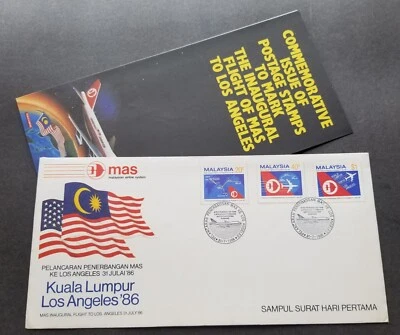 COMMEMORATIVE
ISSUE OF
POSTAGE STAMPS
TO MARK
THE INAUGURAL
FLIGHT OF MAS
TO LOS ANGELES
mas
malaysian airline system
MALAYSIA
MALAYSIA
MALAYSIA
PELANCARAN PENERBANGAN MAS
KE LOS ANGELES 31 JULAI '86
Kuala Lumpur
Los Angeles '86
MAS INAUGURAL FLIGHT TO LOS ANGELES 31 JULY '86
SAMPUL SURAT HARI PERTAMA